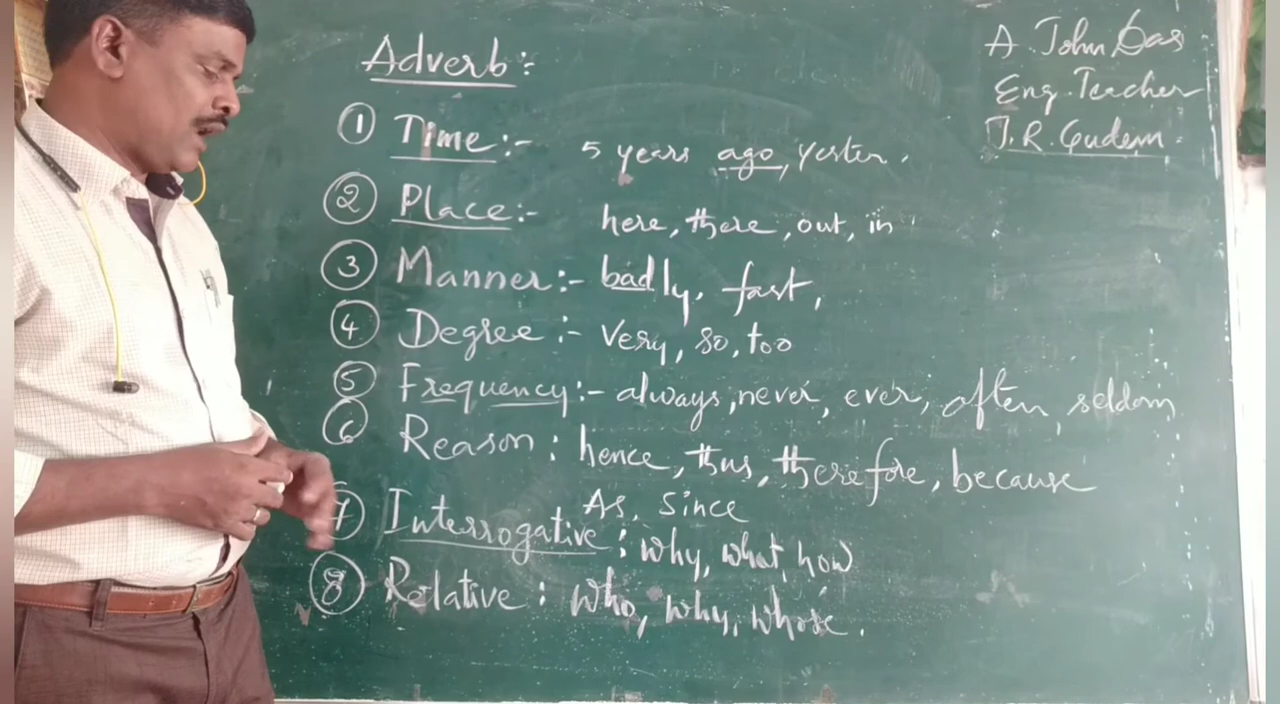 Adverb:-
A John Das
Eng. Teacher
T. R. Gudem.
① Time:- 5 years ago, yester.
② Place:- here, there, out, in
③ Manner:- badly, fast,
④ Degree:- very, so, too
⑤ Frequency:- always, never, ever, often, seldom
⑥ Reason: hence, thus, therefore, because
As, since
⑦ Interrogative: why, what, how
⑧ Relative: who, why, whose.